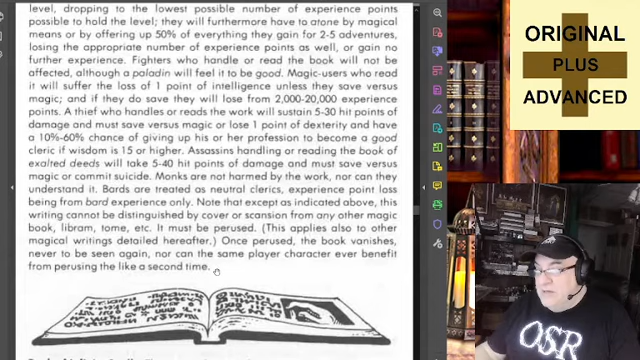 level, dropping to the lowest possible number of experience points
possible to hold the level; they will furthermore have to atone by magical
means or by offering up 50% of everything they gain for 2-5 adventures,
losing the appropriate number of experience points as well, or gain no
further experience. Fighters who handle or read the book will not be
affected, although a paladin will feel it to be good. Magic-users who read
it will suffer the loss of 1 point of intelligence unless they save versus
magic; and if they do save they will lose from 2,000-20,000 experience
points. A thief who handles or reads the work will sustain 5-30 hit points of
damage and must save versus magic or lose 1 point of dexterity and have
a 10%-60% chance of giving up his or her profession to become a good
cleric if wisdom is 15 or higher. Assassins handling or reading the book of
exalted deeds will take 5-40 hit points of damage and must save versus
magic or commit suicide. Monks are not harmed by the work, nor can they
understand it. Bards are treated as neutral clerics, experience point loss
being from bard experience only. Note that except as indicated above, this
writing cannot be distinguished by cover or scansion from any other magic
book, libram, tome, etc. It must be perused. (This applies also to other
magical writings detailed hereafter.) Once perused, the book vanishes,
never to be seen again, nor can the same player character ever benefit
from perusing the like a second time.
ORIGINAL
PLUS
ADVANCED
OSR